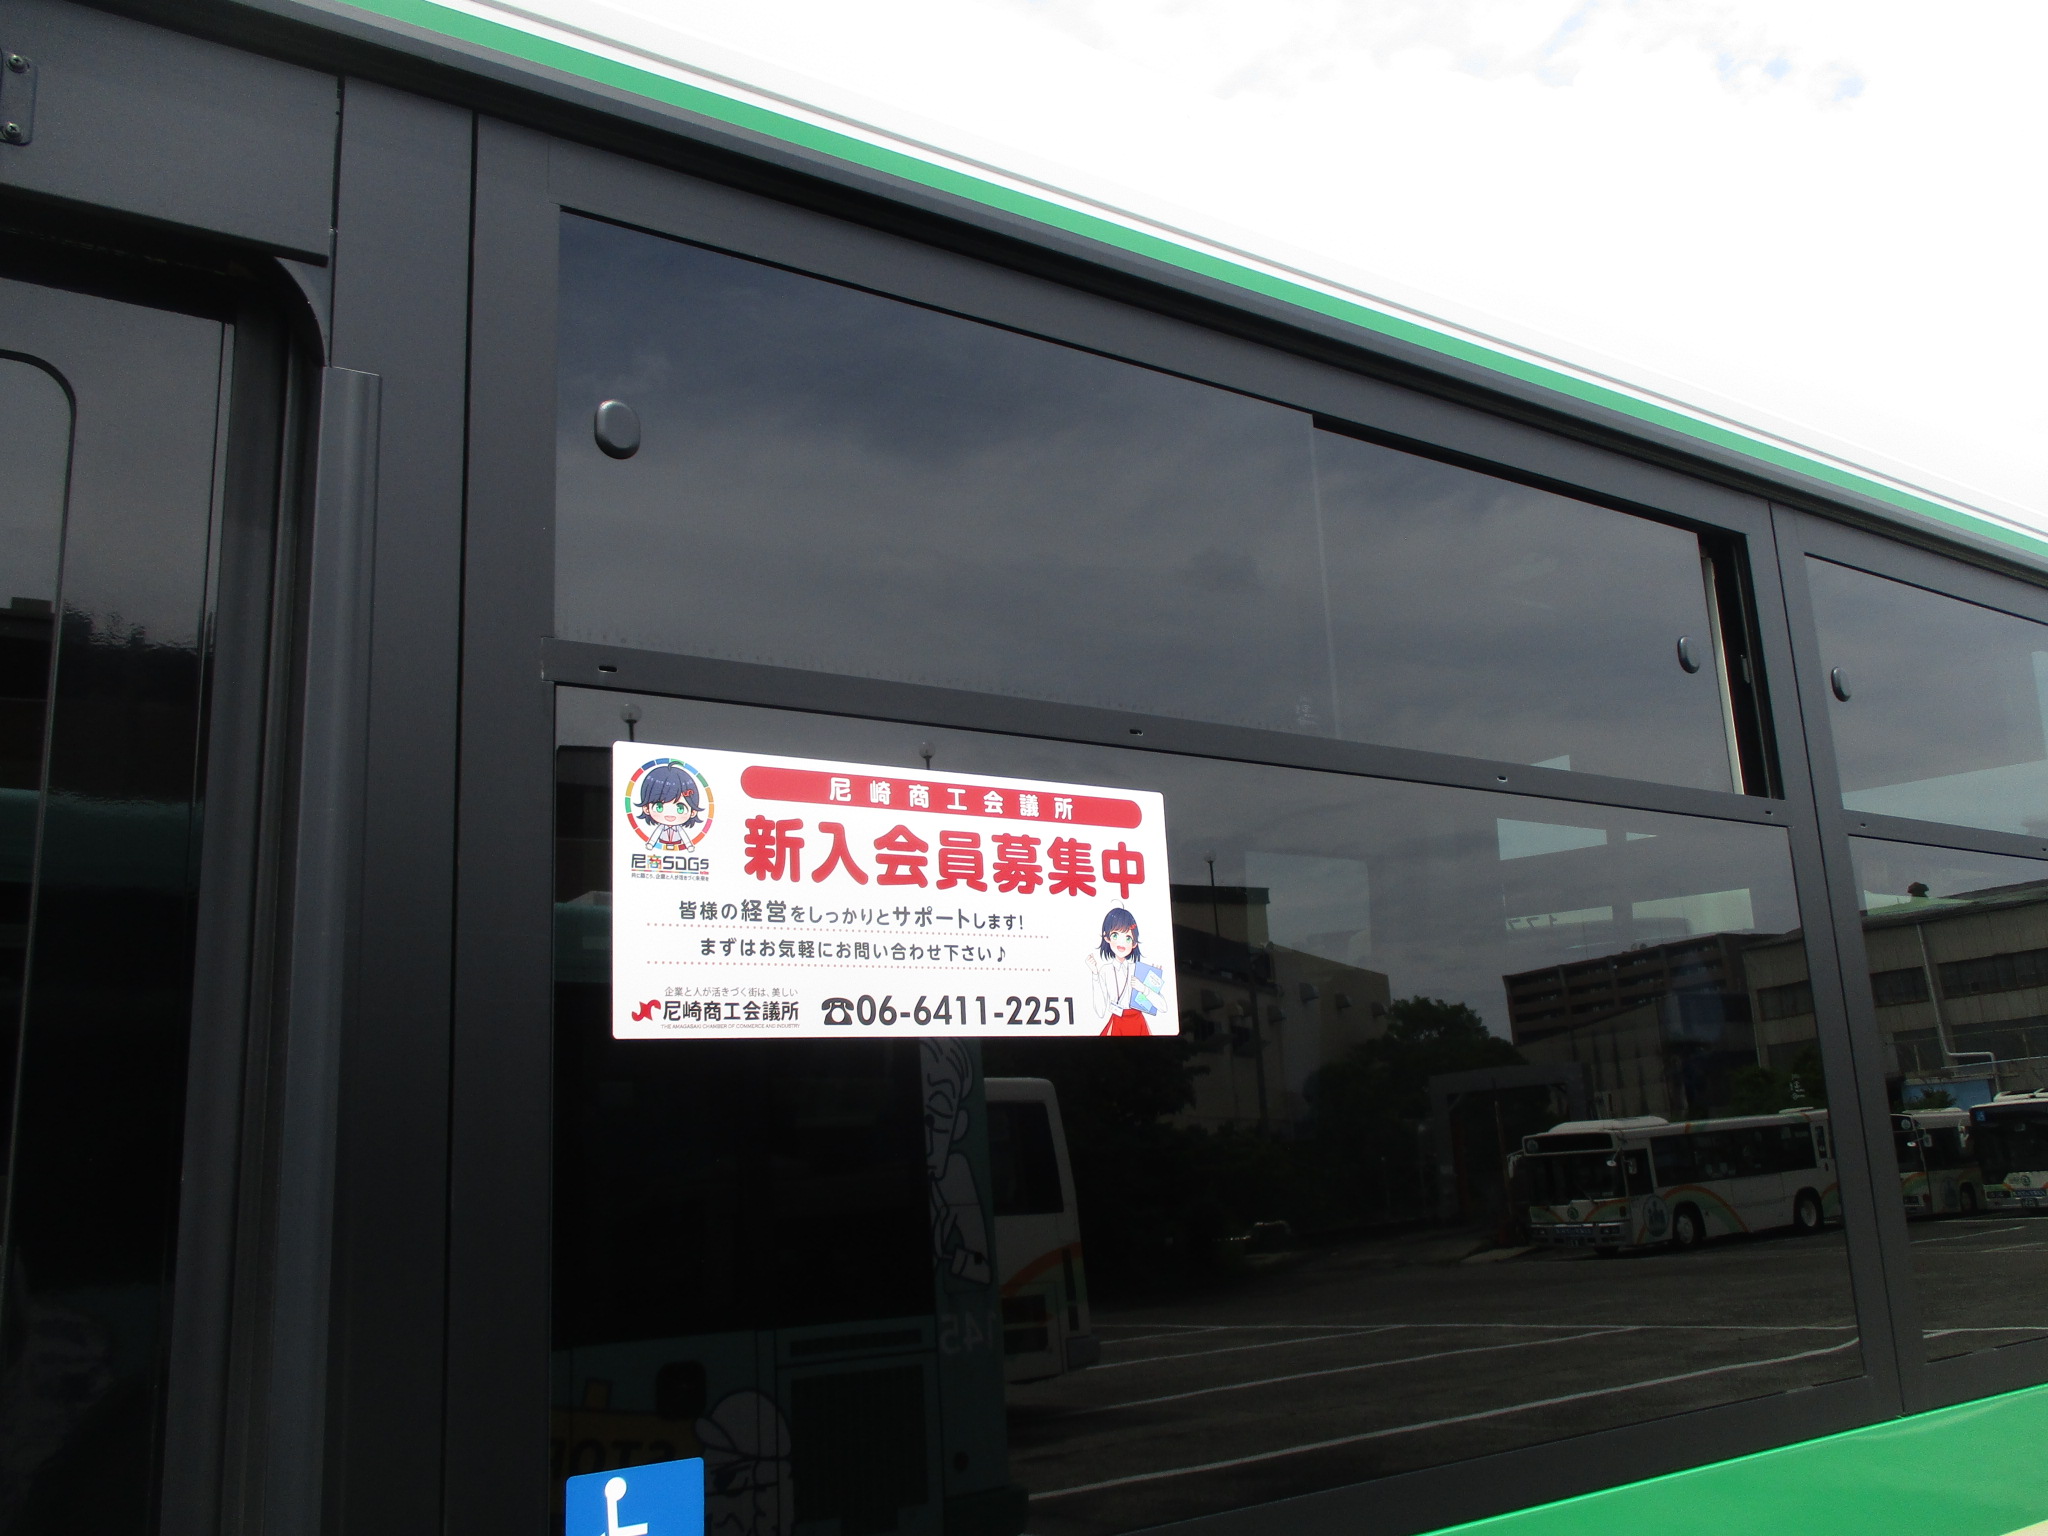 尼崎商工会議所
新入会員募集中
尼商SDGs
皆様の経営をしっかりとサポートします!
まずはお気軽にお問い合わせ下さい♪
企業と人が活きづく街は、美しい
尼崎商工会議所
THE AMAGASAKI CHAMBER OF COMMERCE AND INDUSTRY
☎06-6411-2251